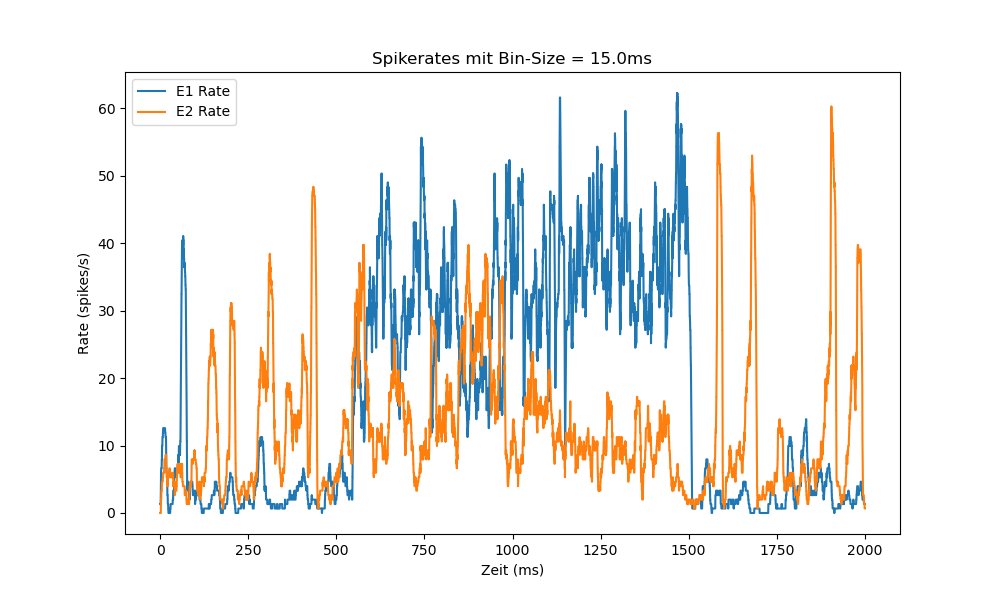 Spikerates mit Bin-Size = 15.0ms
E1 Rate
E2 Rate
60
50
40
30
20
10
0
Rate (spikes/s)
0 250 500 750 1000 1250 1500 1750 2000
Zeit (ms)